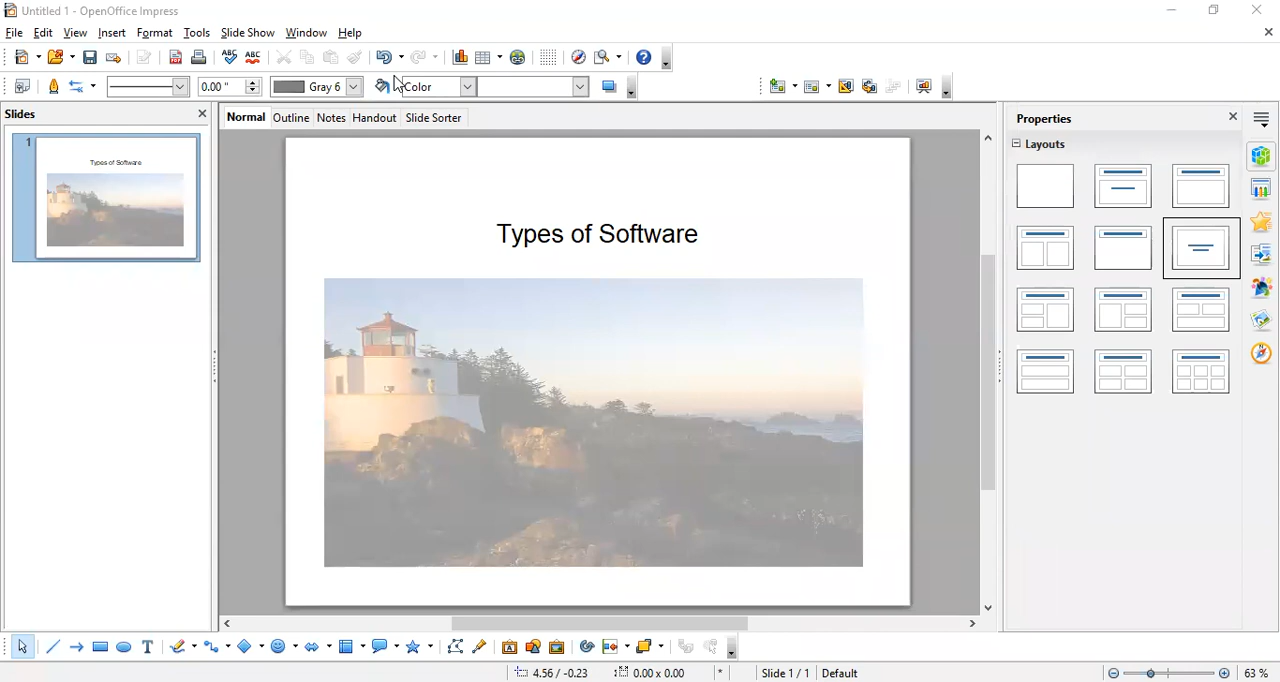 Untitled 1 - OpenOffice Impress
File Edit View Insert Format Tools Slide Show Window Help
0.00 " Gray 6 Color
Slides
Normal Outline Notes Handout Slide Sorter
Properties
Layouts
1
Types of Software
Types of Software
4.56 / -0.23 0.00 x 0.00 * Slide 1 / 1 Default 63 %